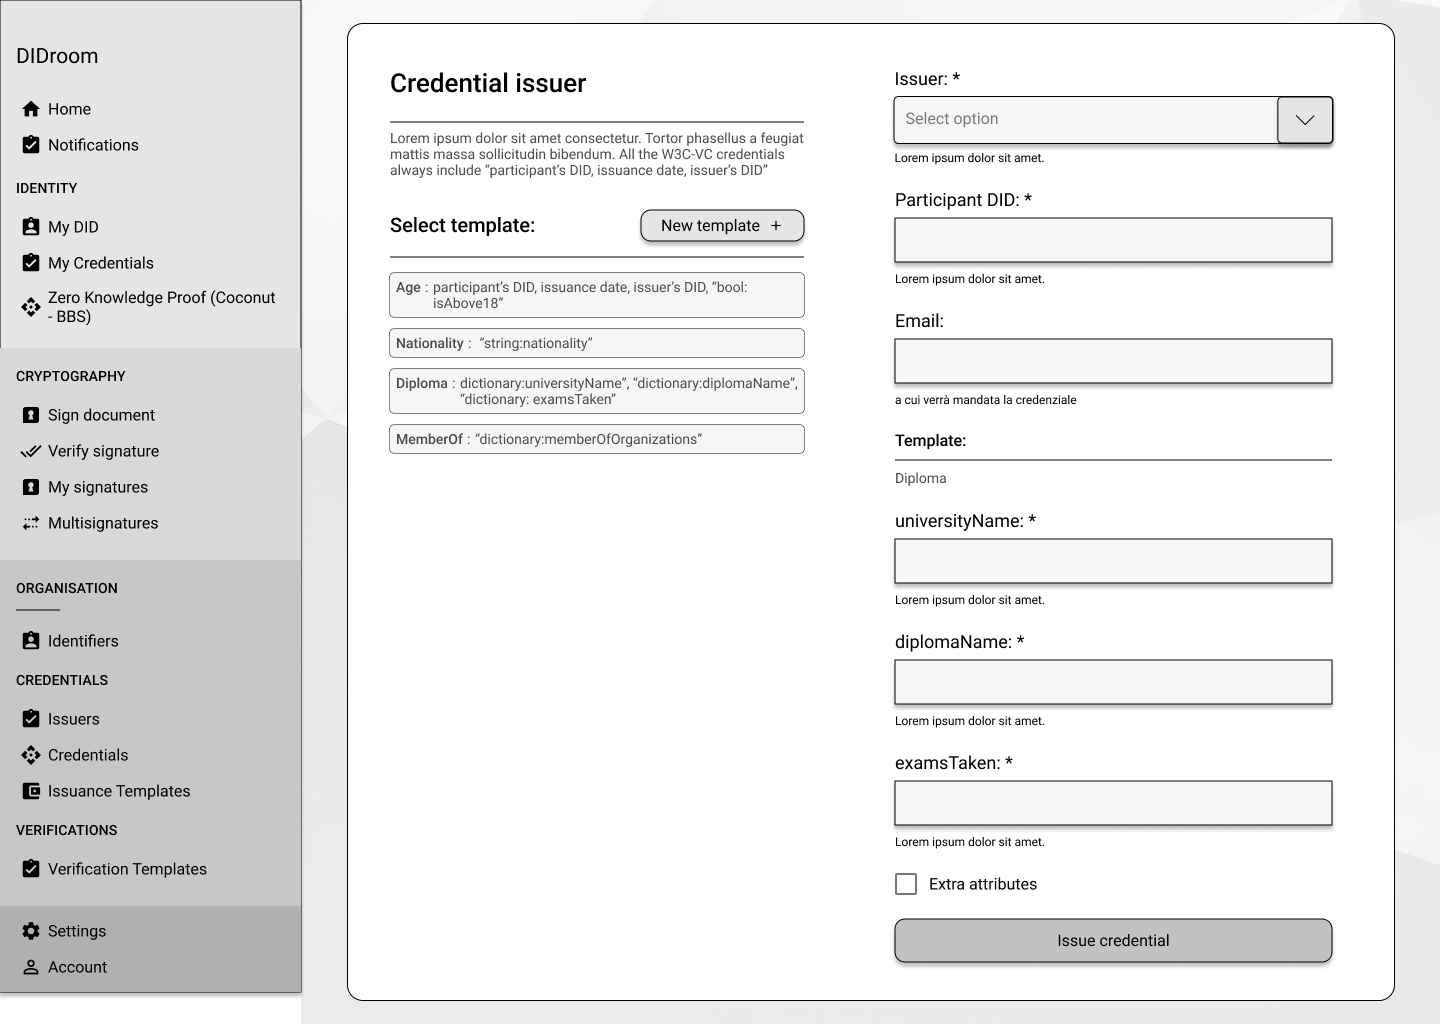 DIDroom
Home
Notifications
IDENTITY
My DID
My Credentials
Zero Knowledge Proof (Coconut
- BBS)
CRYPTOGRAPHY
Sign document
Verify signature
My signatures
Multisignatures
ORGANISATION
Identifiers
CREDENTIALS
Issuers
Credentials
Issuance Templates
VERIFICATIONS
Verification Templates
Settings
Account
Credential issuer
Lorem ipsum dolor sit amet consectetur. Tortor phasellus a feugiat
mattis massa sollicitudin bibendum. All the W3C-VC credentials
always include “participant’s DID, issuance date, issuer’s DID”
Select template:
New template +
Age : participant’s DID, issuance date, issuer’s DID, “bool:
isAbove18”
Nationality : “string:nationality”
Diploma : dictionary:universityName”, “dictionary:diplomaName”,
“dictionary: examsTaken”
MemberOf : “dictionary:memberOfOrganizations”
Issuer: *
Select option
Lorem ipsum dolor sit amet.
Participant DID: *
Lorem ipsum dolor sit amet.
Email:
a cui verrà mandata la credenziale
Template:
Diploma
universityName: *
Lorem ipsum dolor sit amet.
diplomaName: *
Lorem ipsum dolor sit amet.
examsTaken: *
Lorem ipsum dolor sit amet.
Extra attributes
Issue credential